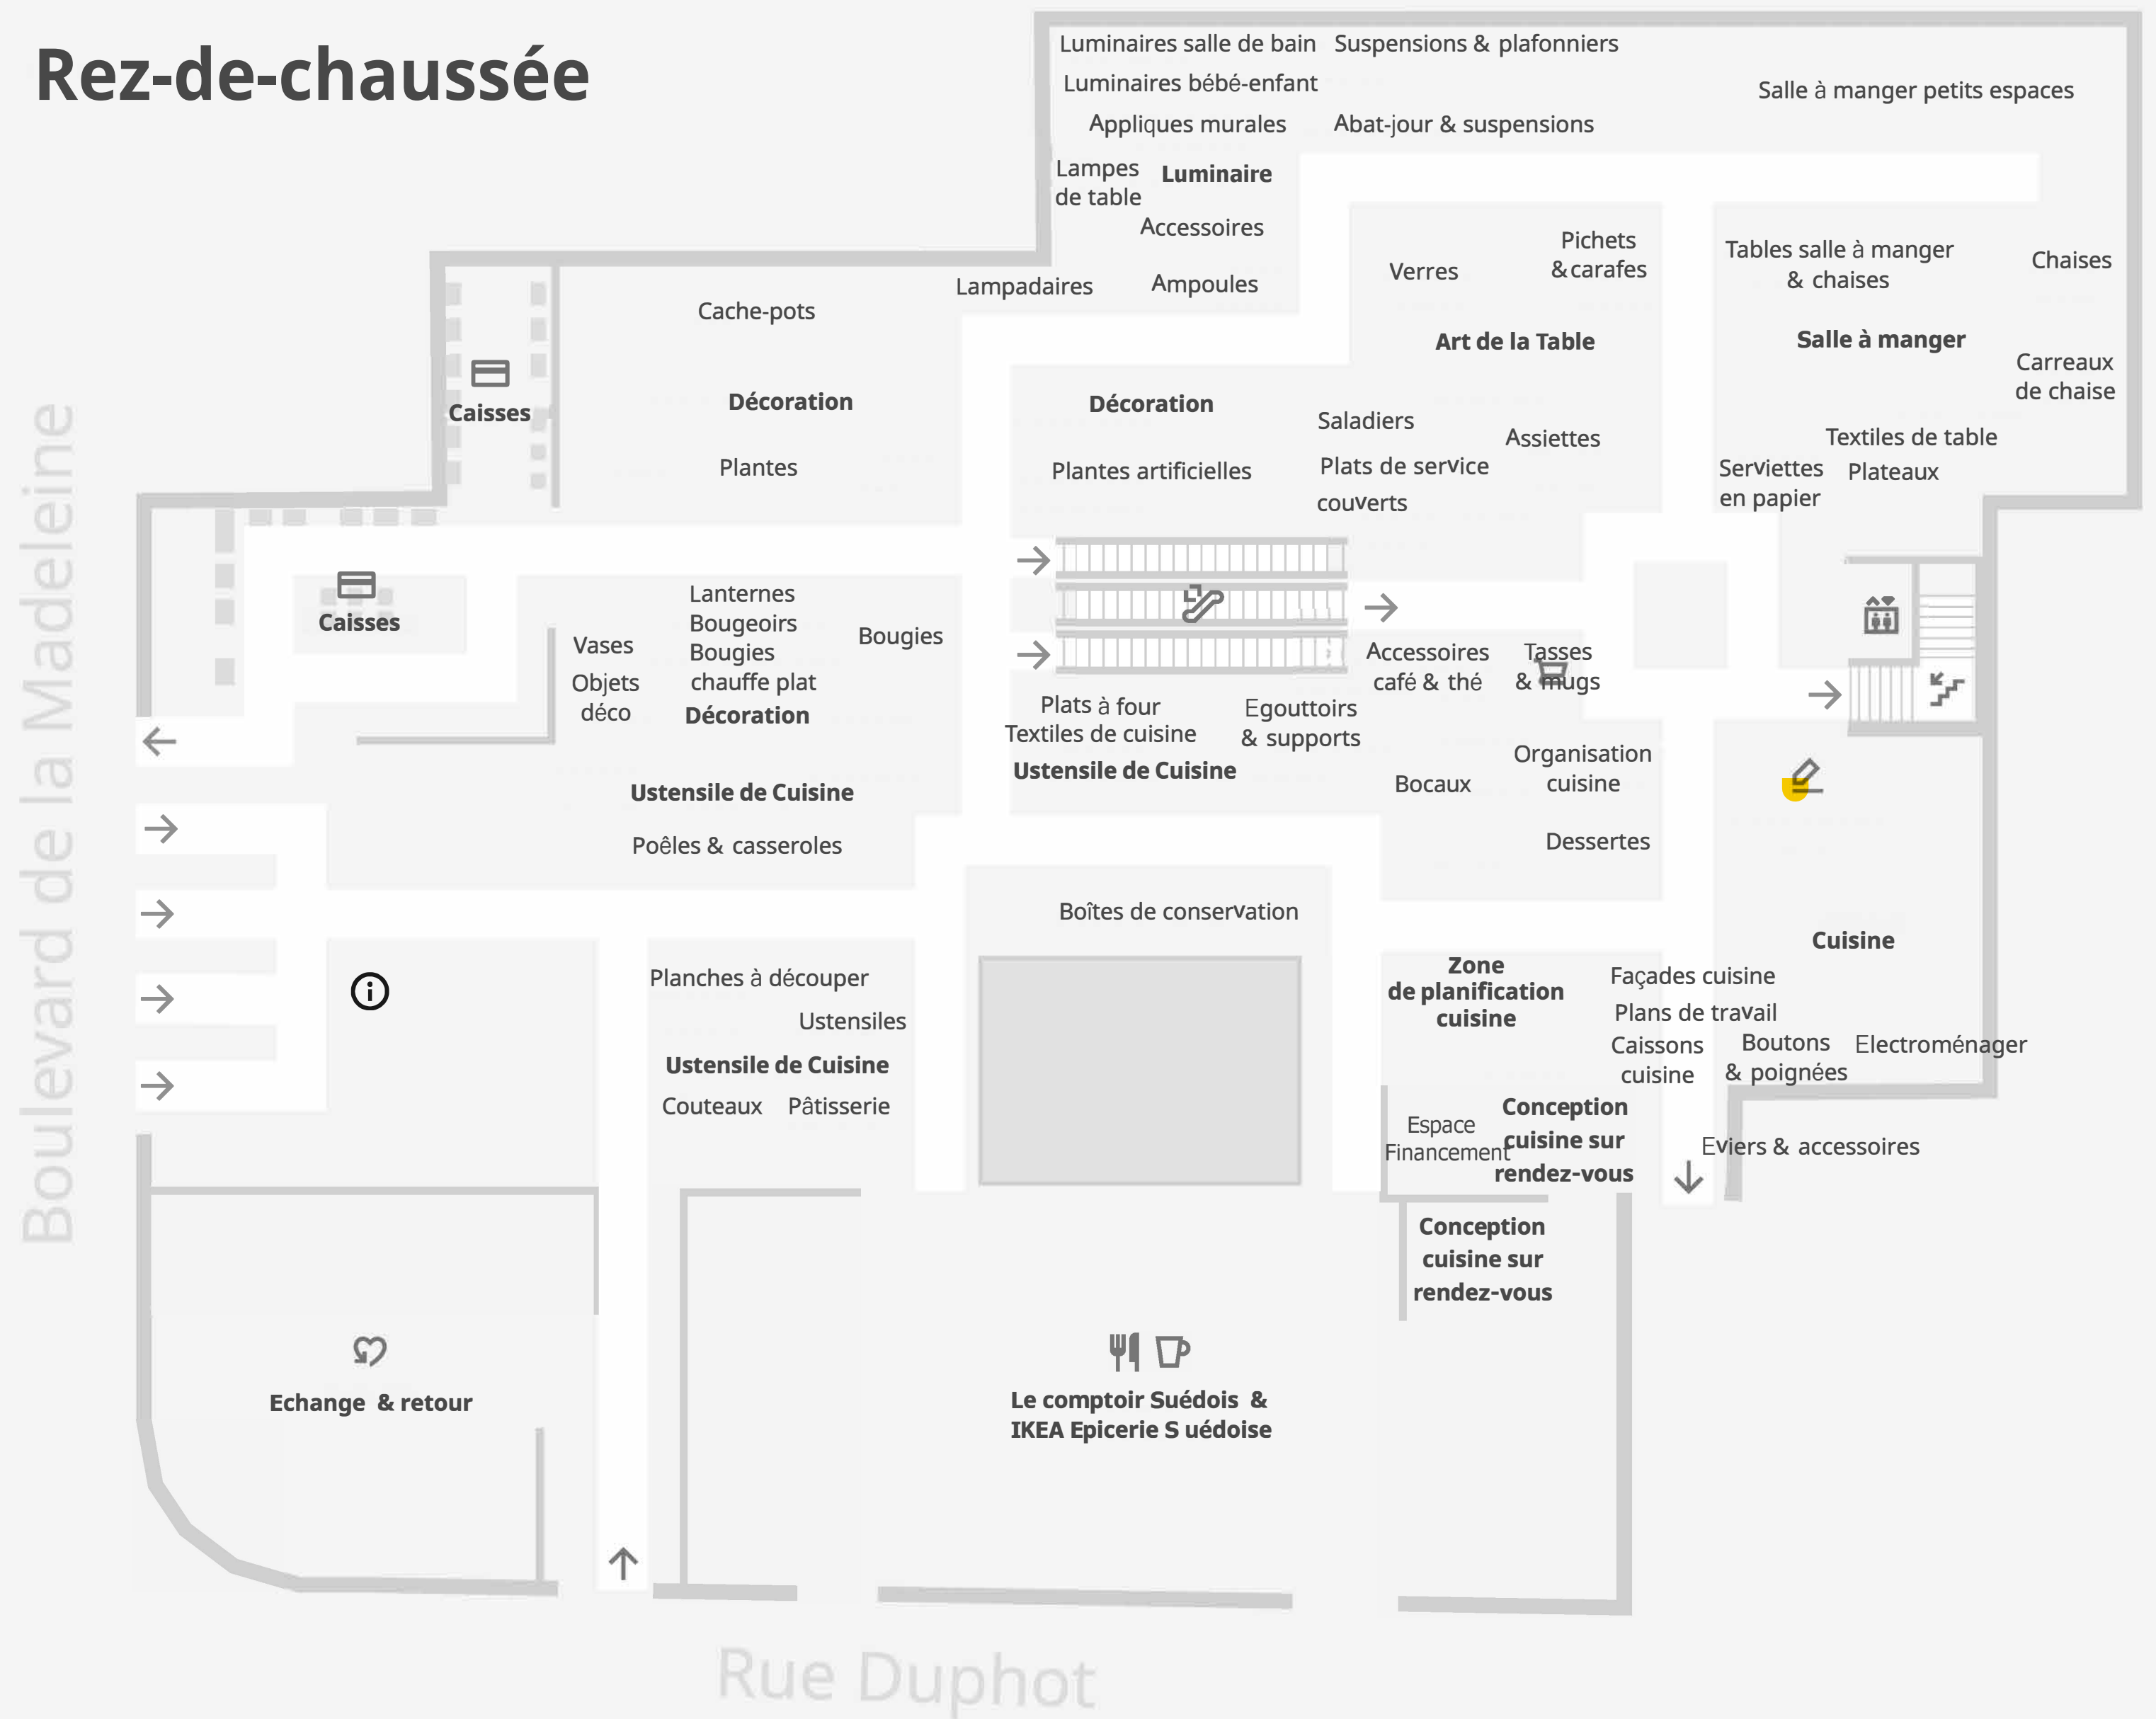 Rez-de-chaussée
Luminaires salle de bain
Suspensions & plafonniers
Luminaires bébé-enfant
Salle à manger petits espaces
Appliques murales
Abat-jour & suspensions
Lampes
de table
Luminaire
Accessoires
Lampadaires
Ampoules
Verres
Pichets
& carafes
Tables salle à manger
& chaises
Chaises
Cache-pots
Art de la Table
Salle à manger
Carreaux
de chaise
Caisses
Décoration
Décoration
Saladiers
Assiettes
Textiles de table
Plantes
Plantes artificielles
Plats de service
couverts
Serviettes
en papier
Plateaux
Caisses
Lanternes
Bougeoirs
Bougies
chauffe plat
Vases
Objets
déco
Bougies
Décoration
Accessoires
café & thé
Tasses
& mugs
Plats à four
Textiles de cuisine
Egouttoirs
& supports
Ustensile de Cuisine
Organisation
cuisine
Bocaux
Ustensile de Cuisine
Poêles & casseroles
Dessertes
Boîtes de conservation
Cuisine
Planches à découper
Ustensiles
Ustensile de Cuisine
Couteaux
Pâtisserie
Zone
de planification
cuisine
Façades cuisine
Plans de travail
Caissons
cuisine
Boutons
& poignées
Electroménager
Espace
Financement
Conception
cuisine sur
rendez-vous
Eviers & accessoires
Conception
cuisine sur
rendez-vous
Echange & retour
Le comptoir Suédois &
IKEA Epicerie S uédoise
Boulevard de la Madeleine
Rue Duphot